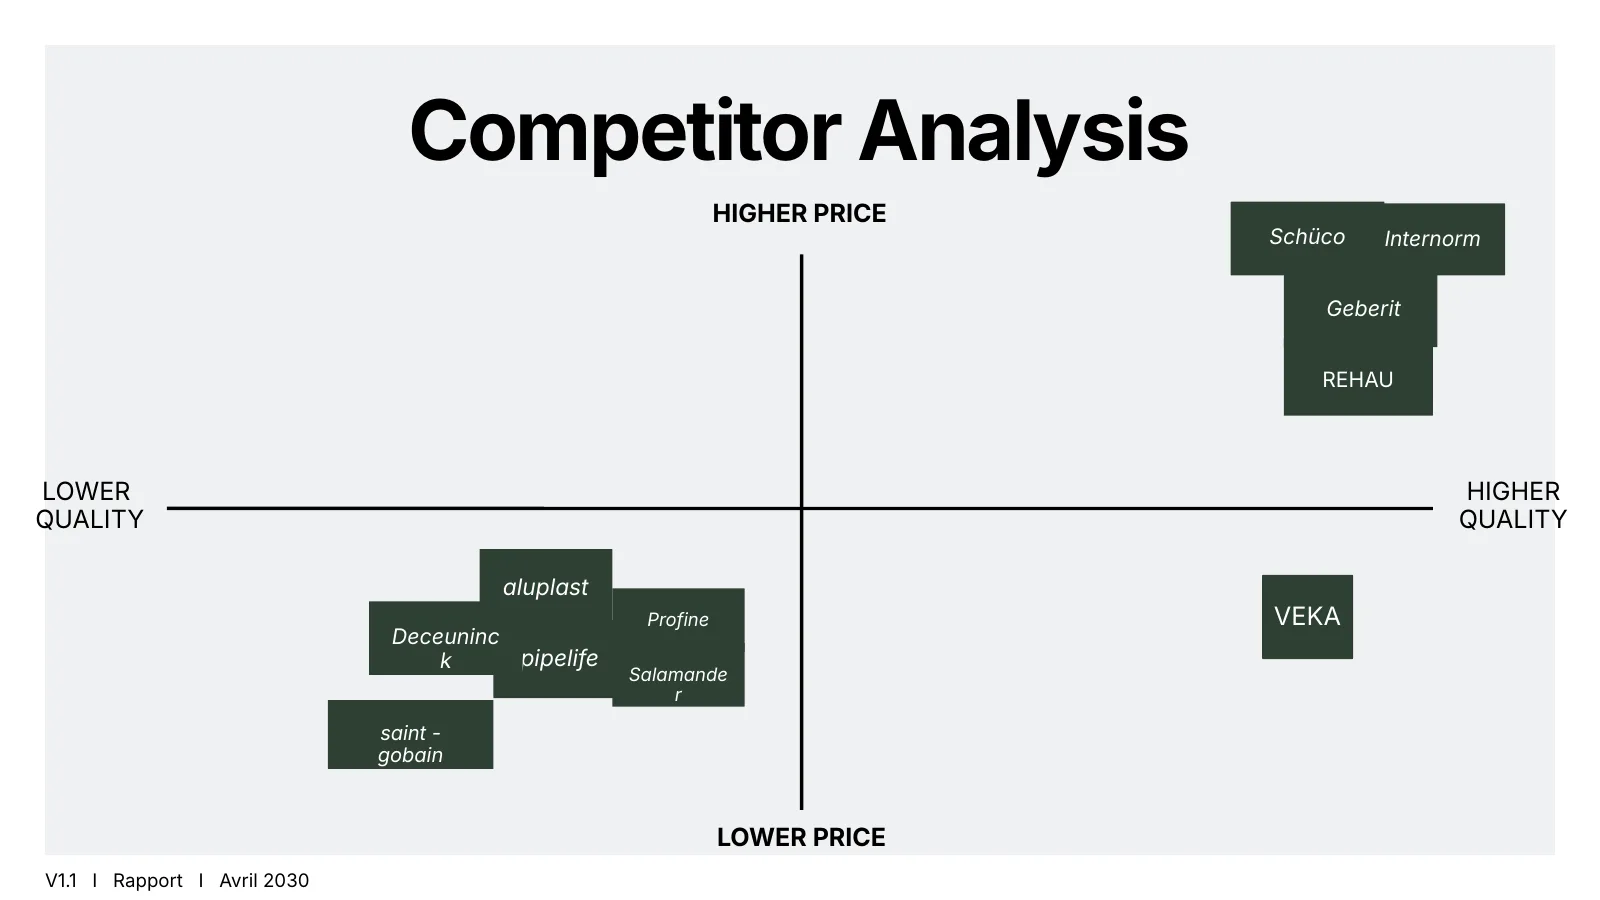 Competitor Analysis
HIGHER PRICE
Schüco
Internorm
Geberit
REHAU
LOWER
QUALITY
HIGHER
QUALITY
aluplast
Profine
Deceuninc
k
pipelife
Salamande
r
VEKA
saint -
gobain
LOWER PRICE
V1.1 I Rapport I Avril 2030